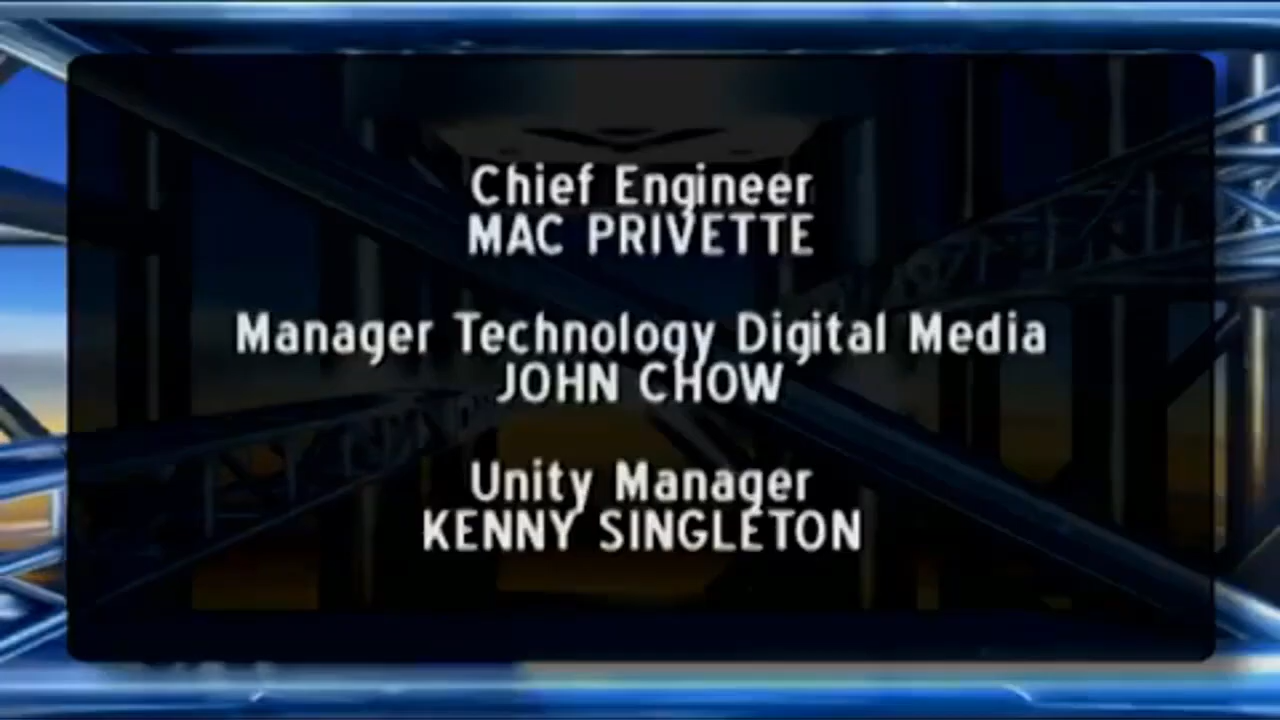 Chief Engineer
MAC PRIVETTE
Manager Technology Digital Media
JOHN CHOW
Unity Manager
KENNY SINGLETON